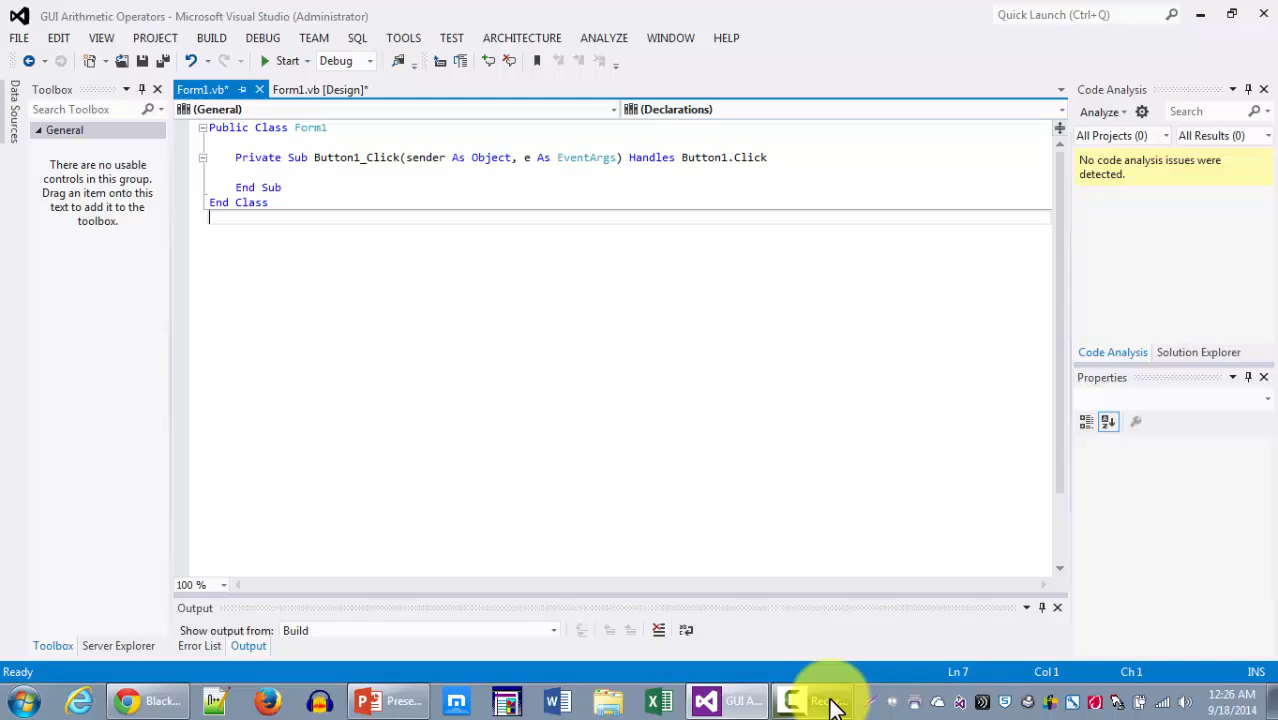 GUI Arithmetic Operators - Microsoft Visual Studio (Administrator)
Quick Launch (Ctrl+Q)
FILE EDIT VIEW PROJECT BUILD DEBUG TEAM SQL TOOLS TEST ARCHITECTURE ANALYZE WINDOW HELP
Start Debug
Data Sources
Toolbox
Search Toolbox
General
There are no usable
controls in this group.
Drag an item onto this
text to add it to the
toolbox.
Form1.vb* Form1.vb [Design]*
(General) (Declarations)
Public Class Form1
Private Sub Button1_Click(sender As Object, e As EventArgs) Handles Button1.Click
End Sub
End Class
100 %
Code Analysis
Analyze Search
All Projects (0) All Results (0)
No code analysis issues were
detected.
Code Analysis Solution Explorer
Properties
Output
Show output from: Build
Toolbox Server Explorer Error List Output
Ready Ln 7 Col 1 Ch 1 INS
Black... Prese... GUI A...
12:26 AM
9/18/2014